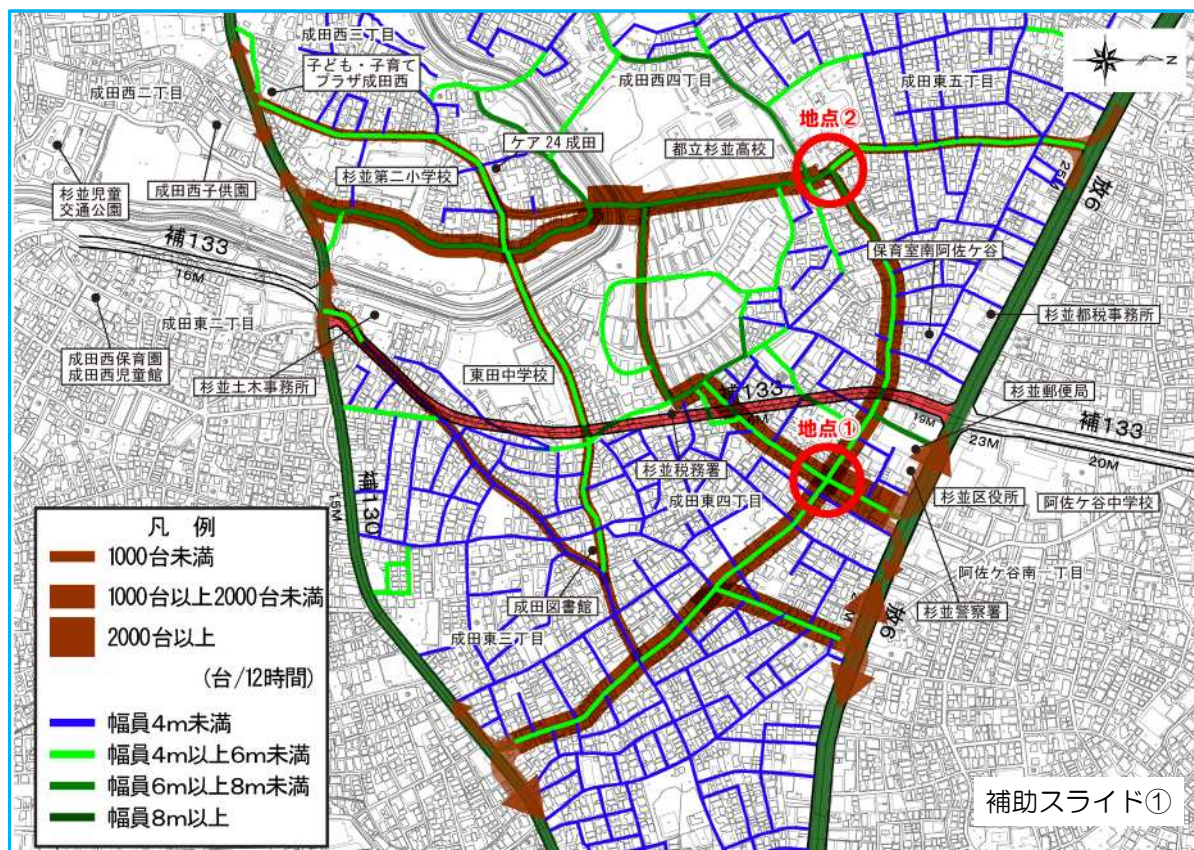 成田西三丁目
子ども・子育て
プラザ成田西
成田西二丁目
成田西四丁目
成田東五丁目
N
地点②
ケア24成田
都立杉並高校
杉並第二小学校
杉並児童
交通公園
成田西子供園
25M
放6
補133
16M
保育室南阿佐ケ谷
杉並都税事務所
成田東二丁目
成田西保育園
成田西児童館
杉並土木事務所
東田中学校
補133
杉並郵便局
19M
23M
補133
20M
地点①
杉並税務署
成田東四丁目
杉並区役所
阿佐ケ谷中学校
補130
15M
阿佐ケ谷南一丁目
杉並警察署
放6
成田図書館
成田東三丁目
凡 例
1000台未満
1000台以上2000台未満
2000台以上
(台/12時間)
幅員4m未満
幅員4m以上6m未満
幅員6m以上8m未満
幅員8m以上
補助スライド①